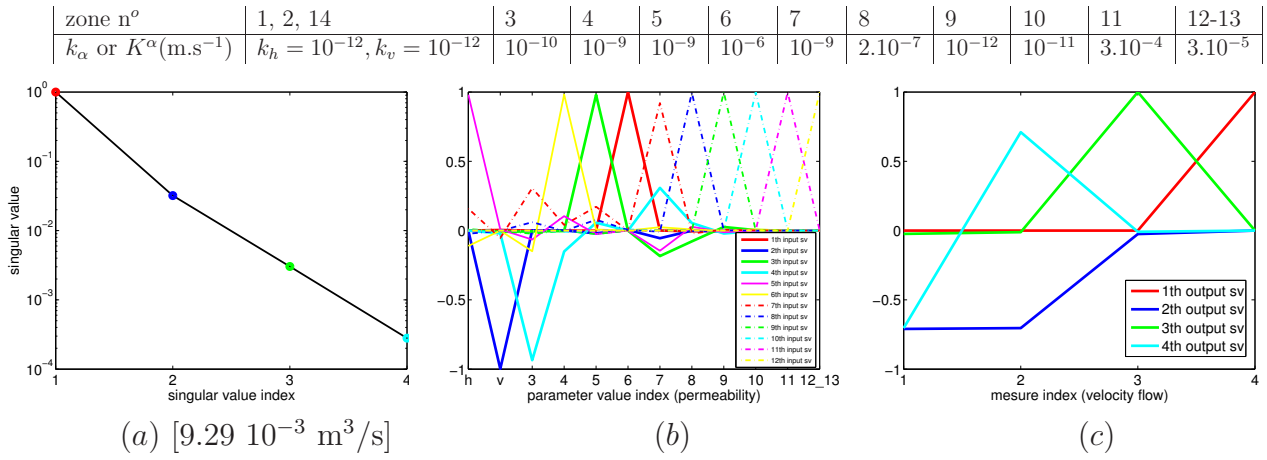 zone nᵒ 1, 2, 14 3 4 5 6 7 8 9 10 11 12-13
k_α or K^α(m.s⁻¹) k_h = 10⁻¹², k_v = 10⁻¹² 10⁻¹⁰ 10⁻⁹ 10⁻⁹ 10⁻⁶ 10⁻⁹ 2.10⁻⁷ 10⁻¹² 10⁻¹¹ 3.10⁻⁴ 3.10⁻⁵
10⁰
10⁻¹
10⁻²
10⁻³
10⁻⁴
singular value
1 2 3 4
singular value index
(a) [9.29 10⁻³ m³/s]
1
0.5
0
−0.5
−1
h v 3 4 5 6 7 8 9 10 11 12_13
parameter value index (permeability)
1th input sv
2th input sv
3th input sv
4th input sv
5th input sv
6th input sv
7th input sv
8th input sv
9th input sv
10th input sv
11th input sv
12th input sv
(b)
1
0.5
0
−0.5
−1
1 2 3 4
mesure index (velocity flow)
1th output sv
2th output sv
3th output sv
4th output sv
(c)